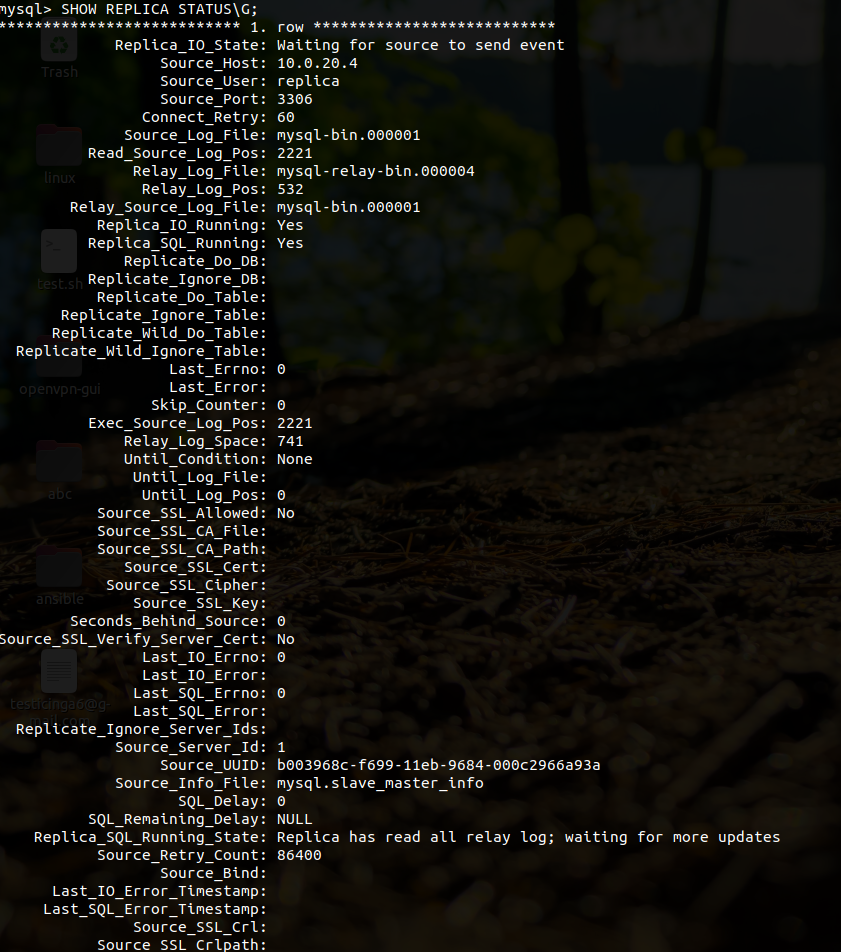 mysql> SHOW REPLICA STATUS\G;
*************************** 1. row ***************************
Replica_IO_State: Waiting for source to send event
Source_Host: 10.0.20.4
Source_User: replica
Source_Port: 3306
Connect_Retry: 60
Source_Log_File: mysql-bin.000001
Read_Source_Log_Pos: 2221
Relay_Log_File: mysql-relay-bin.000004
Relay_Log_Pos: 532
Relay_Source_Log_File: mysql-bin.000001
Replica_IO_Running: Yes
Replica_SQL_Running: Yes
Replicate_Do_DB:
Replicate_Ignore_DB:
Replicate_Do_Table:
Replicate_Ignore_Table:
Replicate_Wild_Do_Table:
Replicate_Wild_Ignore_Table:
Last_Errno: 0
Last_Error:
Skip_Counter: 0
Exec_Source_Log_Pos: 2221
Relay_Log_Space: 741
Until_Condition: None
Until_Log_File:
Until_Log_Pos: 0
Source_SSL_Allowed: No
Source_SSL_CA_File:
Source_SSL_CA_Path:
Source_SSL_Cert:
Source_SSL_Cipher:
Source_SSL_Key:
Seconds_Behind_Source: 0
Source_SSL_Verify_Server_Cert: No
Last_IO_Errno: 0
Last_IO_Error:
Last_SQL_Errno: 0
Last_SQL_Error:
Replicate_Ignore_Server_Ids:
Source_Server_Id: 1
Source_UUID: b003968c-f699-11eb-9684-000c2966a93a
Source_Info_File: mysql.slave_master_info
SQL_Delay: 0
SQL_Remaining_Delay: NULL
Replica_SQL_Running_State: Replica has read all relay log; waiting for more updates
Source_Retry_Count: 86400
Source_Bind:
Last_IO_Error_Timestamp:
Last_SQL_Error_Timestamp:
Source_SSL_Crl:
Source_SSL_Crlpath:
Trash
linux
test.sh
openvpn-gui
abc
ansible
testicinga6@g-
mail.com